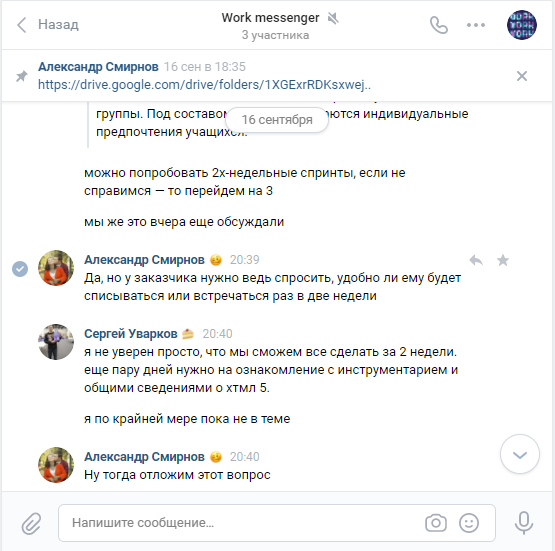 Назад
Work messenger
3 участника
Александр Смирнов 16 сен в 18:35
https://drive.google.com/drive/folders/1XGExrRDKsxwej..
группы. Под составом ются индивидуальные
16 сентября
предпочтения учащихся.
можно попробовать 2х-недельные спринты, если не
справимся — то перейдем на 3
мы же это вчера еще обсуждали
Александр Смирнов 20:39
Да, но у заказчика нужно ведь спросить, удобно ли ему будет
списываться или встречаться раз в две недели
Сергей Уварков 20:40
я не уверен просто, что мы сможем все сделать за 2 недели.
еще пару дней нужно на ознакомление с инструментарием и
общими сведениями о хтмл 5.
я по крайней мере пока не в теме
Александр Смирнов 20:40
Ну тогда отложим этот вопрос
Напишите сообщение...